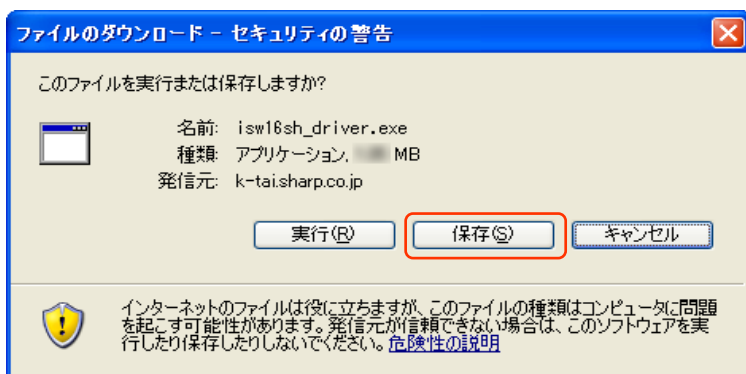 ファイルのダウンロード - セキュリティの警告
このファイルを実行または保存しますか?
名前: isw16sh_driver.exe
種類: アプリケーション, MB
発信元: k-tai.sharp.co.jp
実行(R) 保存(S) キャンセル
インターネットのファイルは役に立ちますが、このファイルの種類はコンピュータに問題
を起こす可能性があります。発信元が信頼できない場合は、このソフトウェアを実
行したり保存したりしないでください。危険性の説明